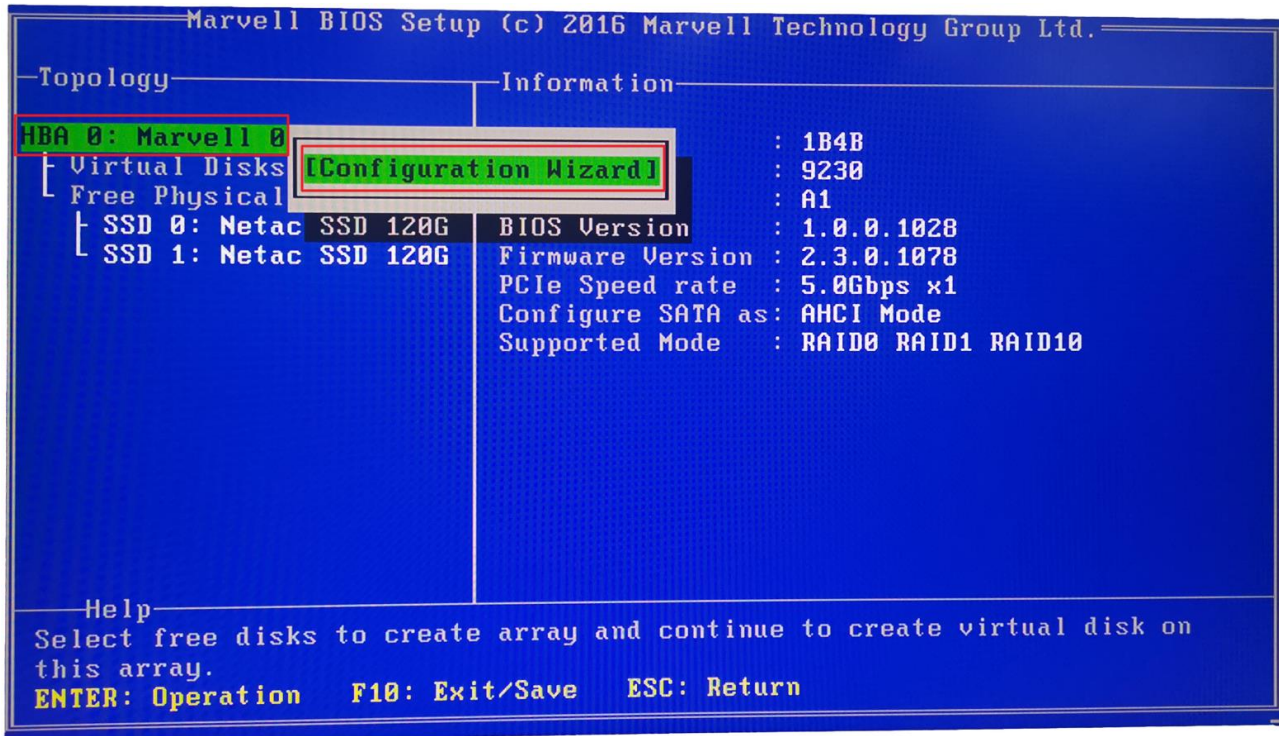 Marvell BIOS Setup (c) 2016 Marvell Technology Group Ltd.
Topology
HBA 0: Marvell 0
Virtual Disks
Free Physical
SSD 0: Netac SSD 120G
SSD 1: Netac SSD 120G
[Configuration Wizard]
Information
: 1B4B
: 9230
: A1
BIOS Version : 1.0.0.1028
Firmware Version : 2.3.0.1078
PCIe Speed rate : 5.0Gbps x1
Configure SATA as: AHCI Mode
Supported Mode : RAID0 RAID1 RAID10
Help
Select free disks to create array and continue to create virtual disk on
this array.
ENTER: Operation F10: Exit/Save ESC: Return